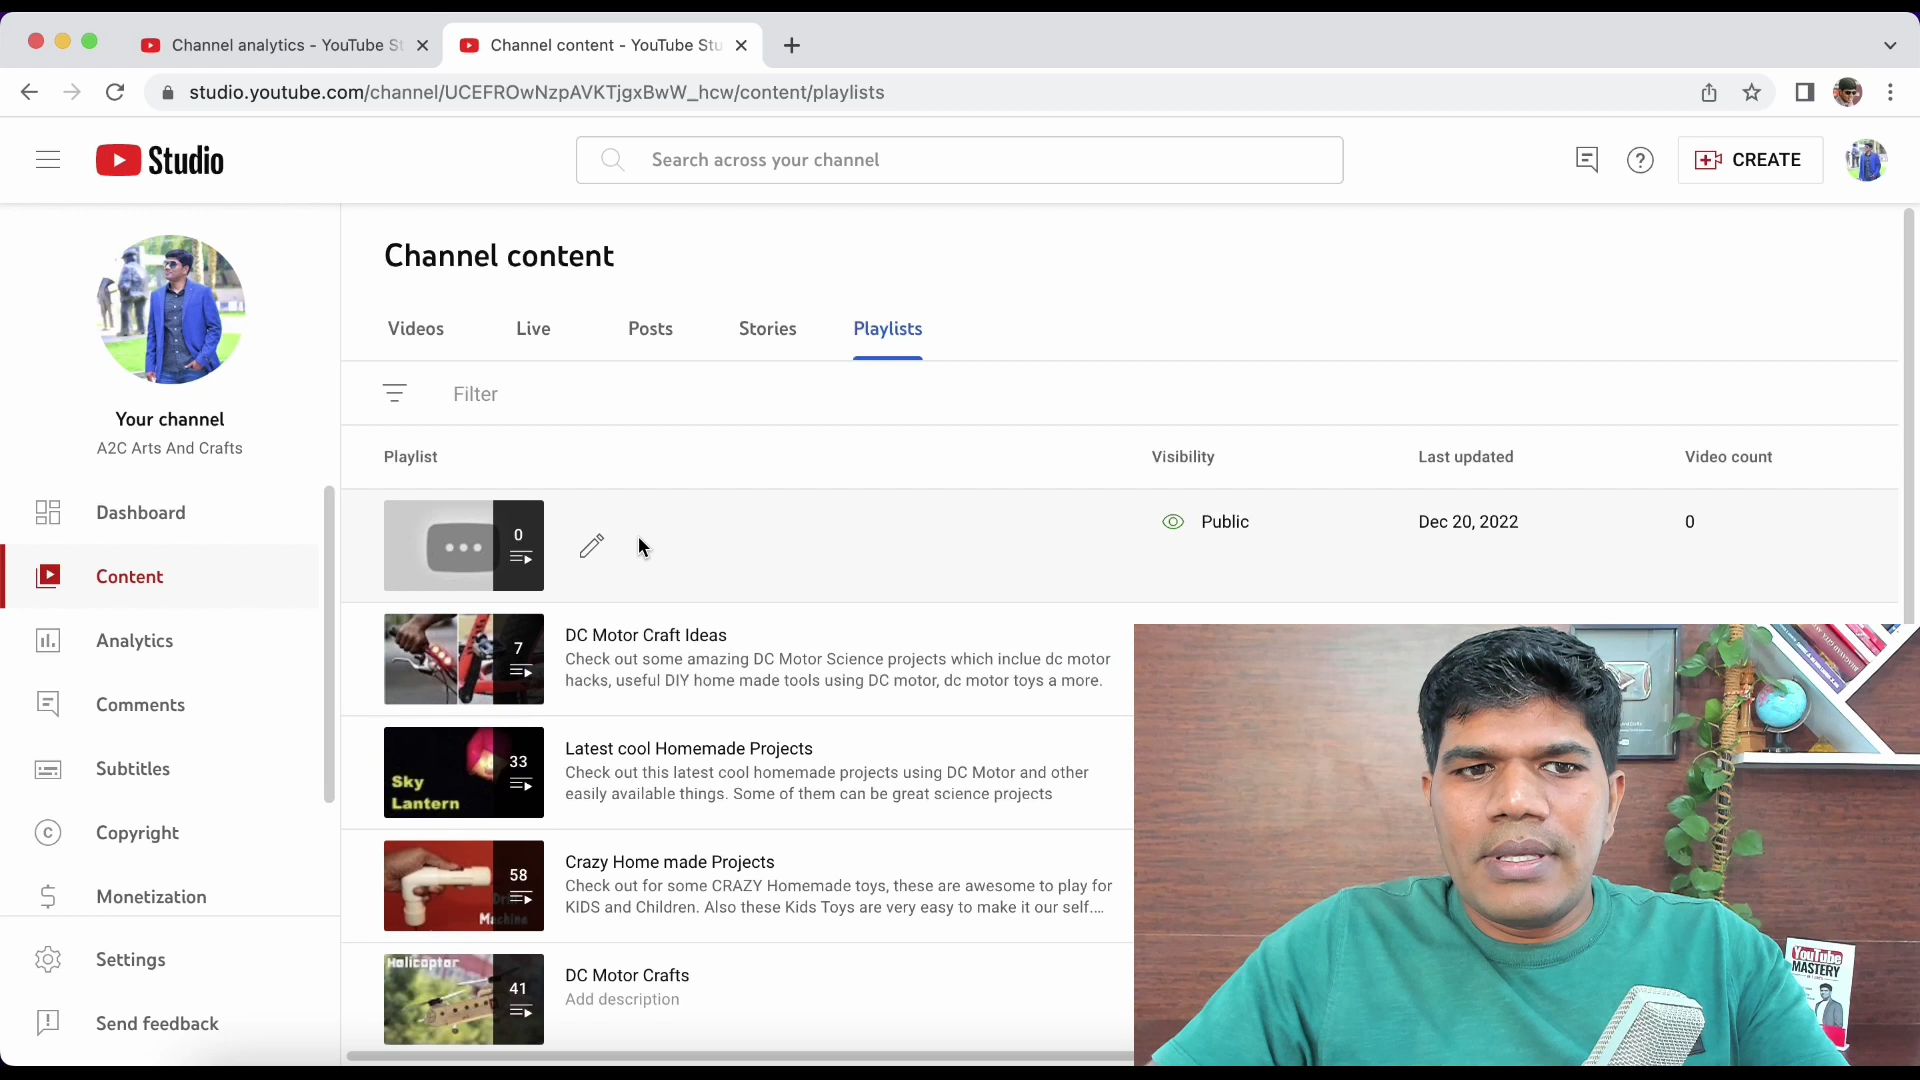 Channel analytics - YouTube St
Channel content - YouTube Stu
studio.youtube.com/channel/UCEFROwNzpAVKTjgxBwW_hcw/content/playlists
Studio
Search across your channel
CREATE
Channel content
Videos
Live
Posts
Stories
Playlists
Filter
Your channel
A2C Arts And Crafts
Playlist
Visibility
Last updated
Video count
Dashboard
Content
Analytics
Comments
Subtitles
Copyright
Monetization
Settings
Send feedback
0
Public
Dec 20, 2022
0
7
DC Motor Craft Ideas
Check out some amazing DC Motor Science projects which inclue dc motor
hacks, useful DIY home made tools using DC motor, dc motor toys a more.
Sky
Lantern
33
Latest cool Homemade Projects
Check out this latest cool homemade projects using DC Motor and other
easily available things. Some of them can be great science projects
58
Machine
Crazy Home made Projects
Check out for some CRAZY Homemade toys, these are awesome to play for
KIDS and Children. Also these Kids Toys are very easy to make it our self....
Helicopter
41
DC Motor Crafts
Add description
YouTube
MASTERY